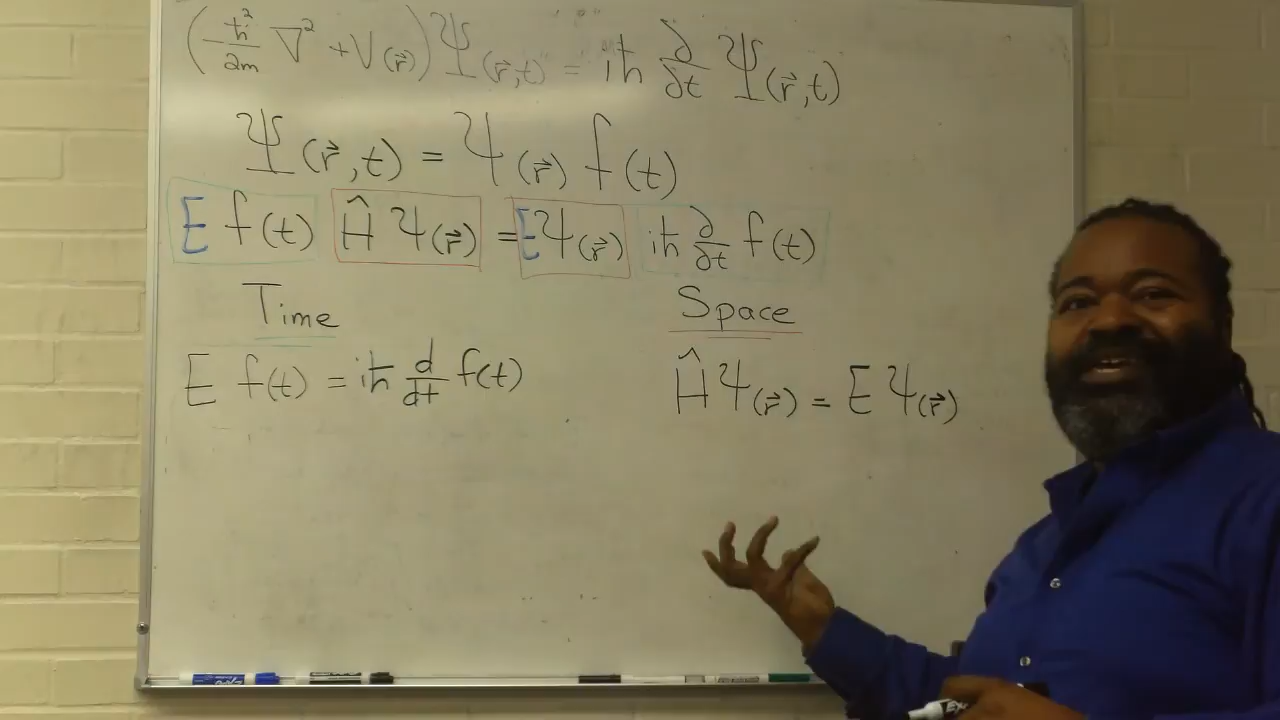 (-ħ²/2m ∇² + V(r⃗)) Ψ(r⃗,t) = iħ ∂/∂t Ψ(r⃗,t)
Ψ(r⃗,t) = ψ(r⃗) f(t)
E f(t) Ĥ ψ(r⃗) = E ψ(r⃗) iħ ∂/∂t f(t)
Time Space
E f(t) = iħ d/dt f(t) Ĥ ψ(r⃗) = E ψ(r⃗)